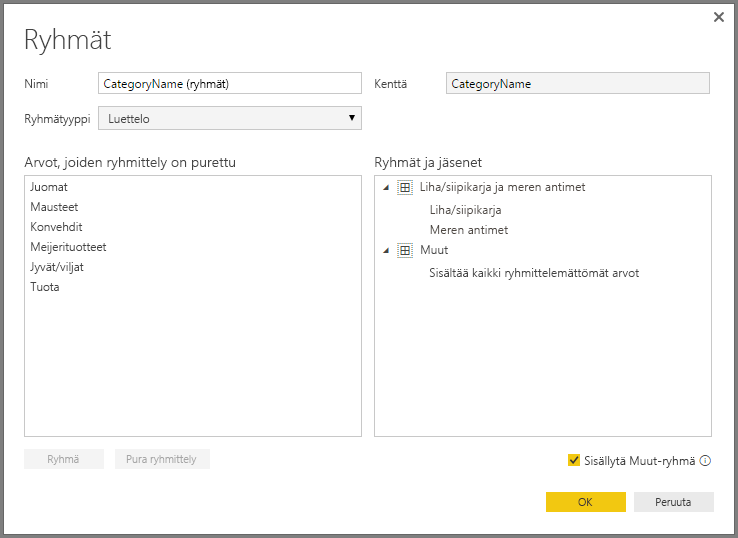 Ryhmät
Nimi CategoryName (ryhmät) Kenttä CategoryName
Ryhmätyyppi Luettelo
Arvot, joiden ryhmittely on purettu
Juomat
Mausteet
Konvehdit
Meijerituotteet
Jyvät/viljat
Tuota
Ryhmät ja jäsenet
Liha/siipikarja ja meren antimet
Liha/siipikarja
Meren antimet
Muut
Sisältää kaikki ryhmittelemättömät arvot
Ryhmä Pura ryhmittely Sisällytä Muut-ryhmä
OK Peruuta